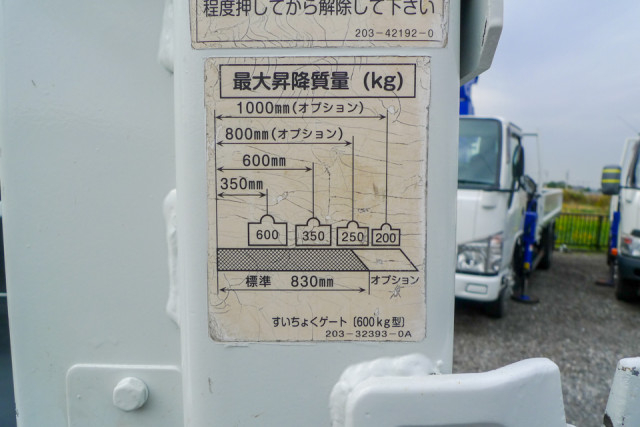 程度押してから解除して下さい
203-42192-0
最大昇降質量 (kg)
1000mm(オプション)
800mm(オプション)
600mm
350mm
600 350 250 200
標準 830mm オプション
すいちょくゲート〔600kg型〕
203-32393-0A